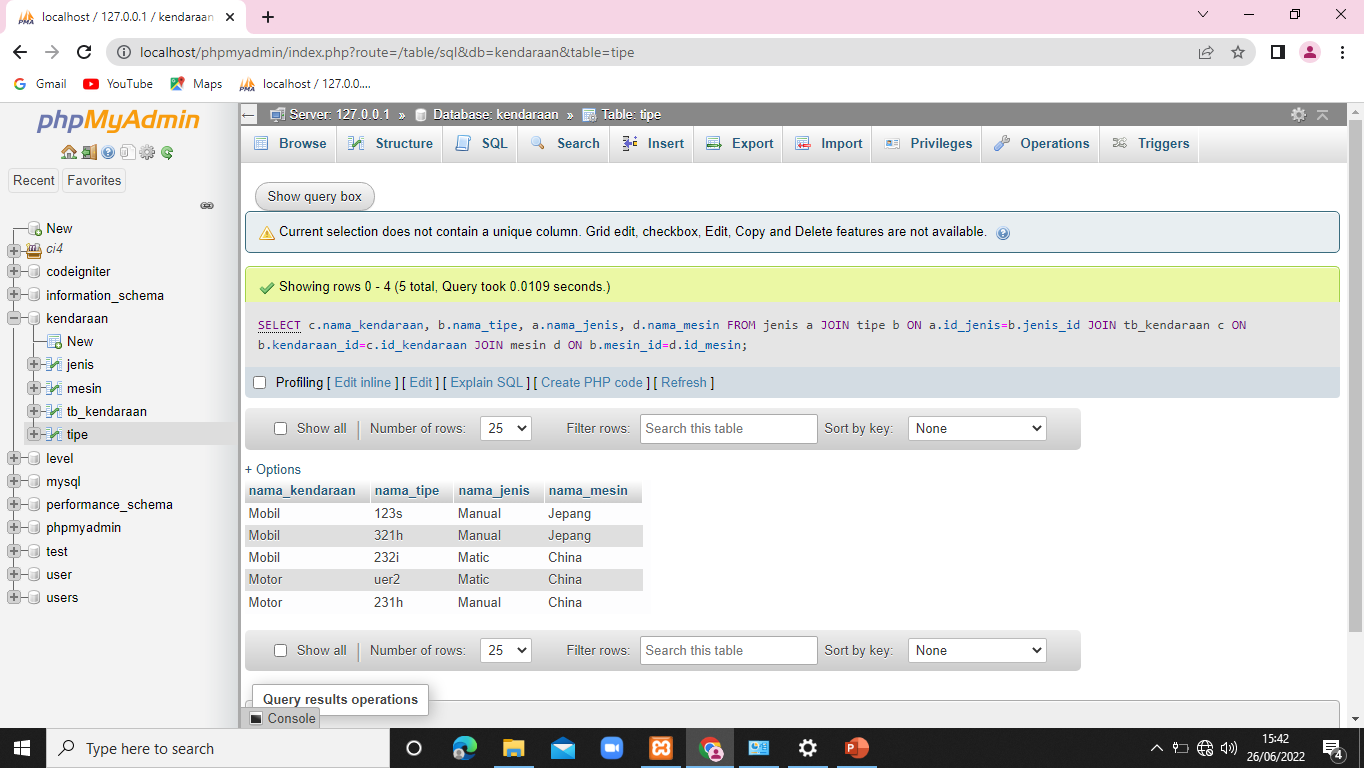 localhost / 127.0.0.1 / kendaraan
localhost/phpmyadmin/index.php?route=/table/sql&db=kendaraan&table=tipe
Gmail YouTube Maps localhost / 127.0.0....
phpMyAdmin
Recent Favorites
New
ci4
codeigniter
information_schema
kendaraan
New
jenis
mesin
tb_kendaraan
tipe
level
mysql
performance_schema
phpmyadmin
test
user
users
Server: 127.0.0.1 » Database: kendaraan » Table: tipe
Browse Structure SQL Search Insert Export Import Privileges Operations Triggers
Show query box
Current selection does not contain a unique column. Grid edit, checkbox, Edit, Copy and Delete features are not available.
Showing rows 0 - 4 (5 total, Query took 0.0109 seconds.)
SELECT c.nama_kendaraan, b.nama_tipe, a.nama_jenis, d.nama_mesin FROM jenis a JOIN tipe b ON a.id_jenis=b.jenis_id JOIN tb_kendaraan c ON
b.kendaraan_id=c.id_kendaraan JOIN mesin d ON b.mesin_id=d.id_mesin;
Profiling [ Edit inline ] [ Edit ] [ Explain SQL ] [ Create PHP code ] [ Refresh ]
Show all | Number of rows: 25 Filter rows: Search this table Sort by key: None
+ Options
nama_kendaraan nama_tipe nama_jenis nama_mesin
Mobil 123s Manual Jepang
Mobil 321h Manual Jepang
Mobil 232i Matic China
Motor uer2 Matic China
Motor 231h Manual China
Show all | Number of rows: 25 Filter rows: Search this table Sort by key: None
Query results operations
Console
Type here to search
15:42
26/06/2022
4